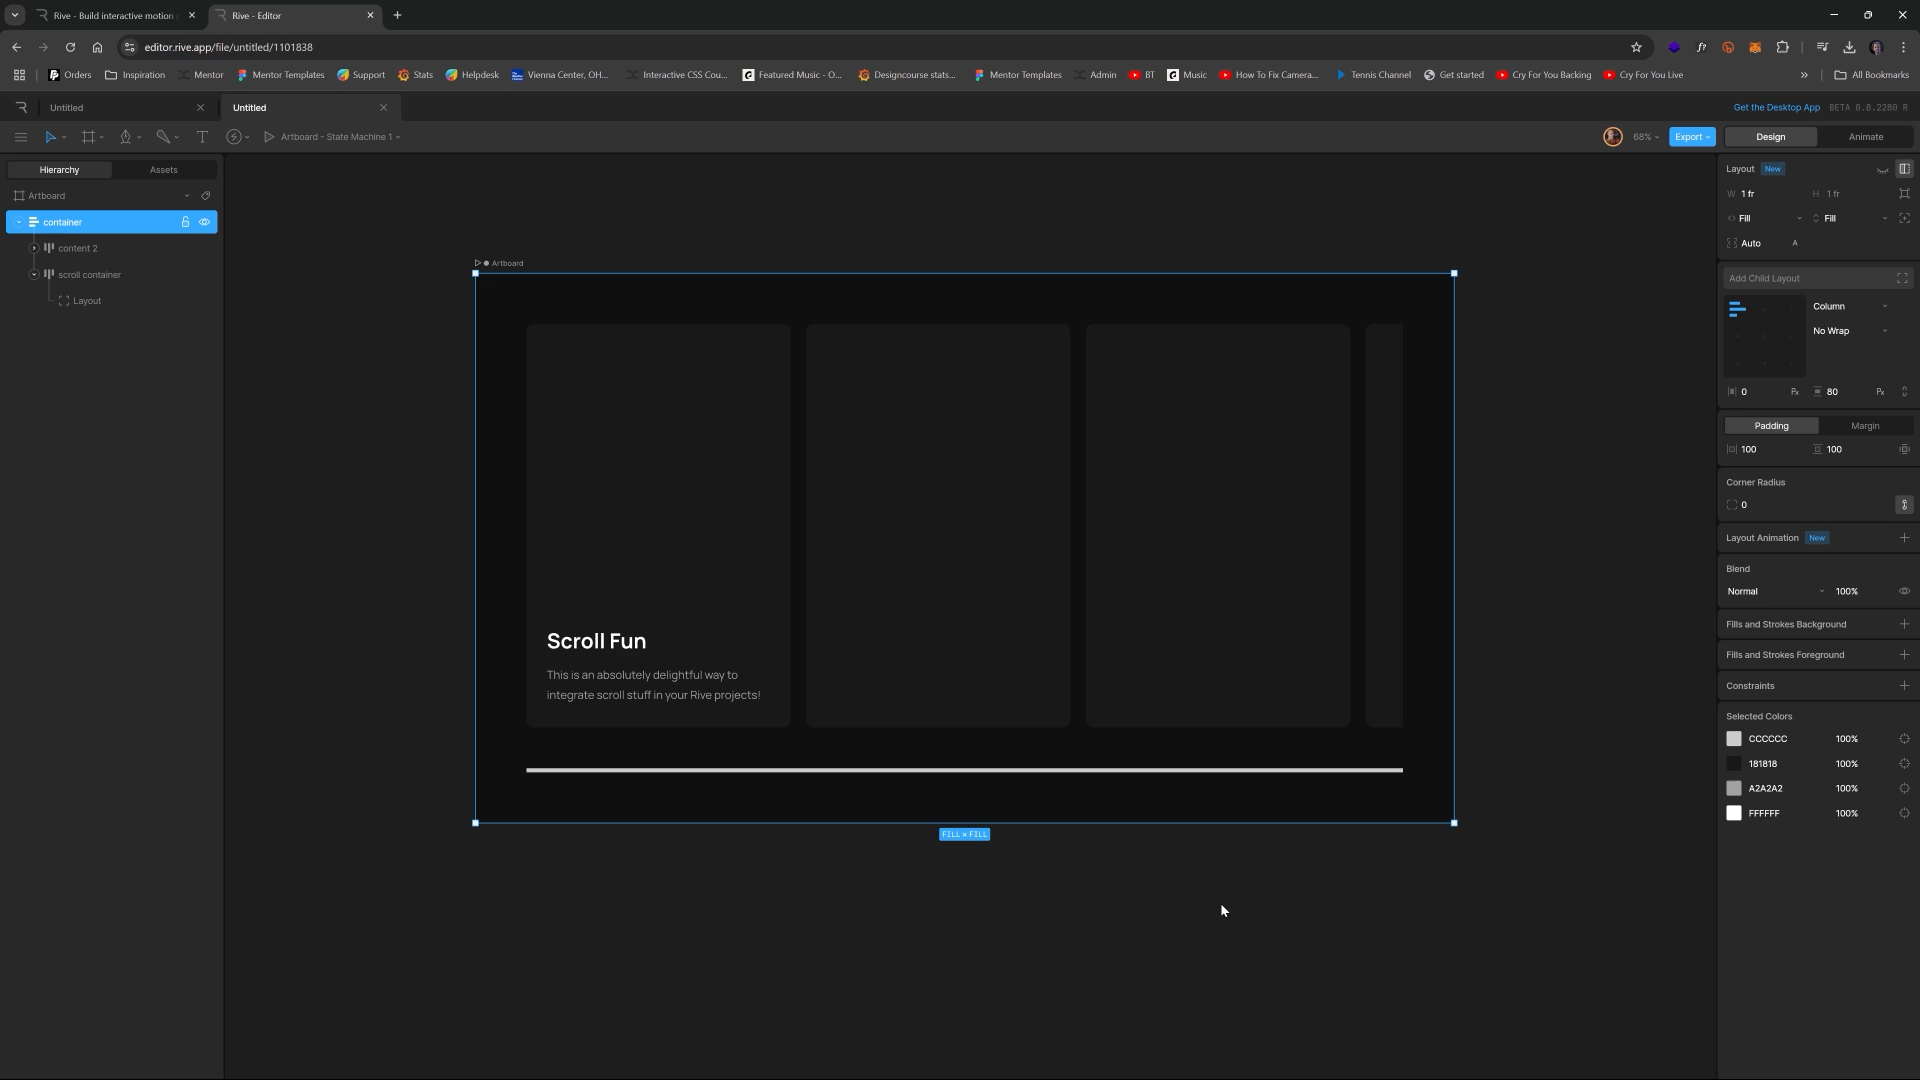 Rive - Build interactive motion
Rive - Editor
editor.rive.app/file/untitled/1101838
Orders
Inspiration
Mentor
Mentor Templates
Support
Stats
Helpdesk
Vienna Center, OH...
Interactive CSS Cou...
Featured Music - O...
Designcourse stats...
Mentor Templates
Admin
BT
Music
How To Fix Camera...
Tennis Channel
Get started
Cry For You Backing
Cry For You Live
All Bookmarks
Untitled
Untitled
Get the Desktop App
BETA 0.8.2280 R
Artboard - State Machine 1
68%
Export
Design
Animate
Hierarchy
Assets
Artboard
container
content 2
scroll container
Layout
Artboard
Scroll Fun
This is an absolutely delightful way to
integrate scroll stuff in your Rive projects!
FILL × FILL
Layout New
W 1 fr H 1 fr
Fill Fill
Auto A
Add Child Layout
Column
No Wrap
0 Px 80 Px
Padding Margin
100 100
Corner Radius
0
Layout Animation New
Blend
Normal 100%
Fills and Strokes Background
Fills and Strokes Foreground
Constraints
Selected Colors
CCCCCC 100%
181818 100%
A2A2A2 100%
FFFFFF 100%